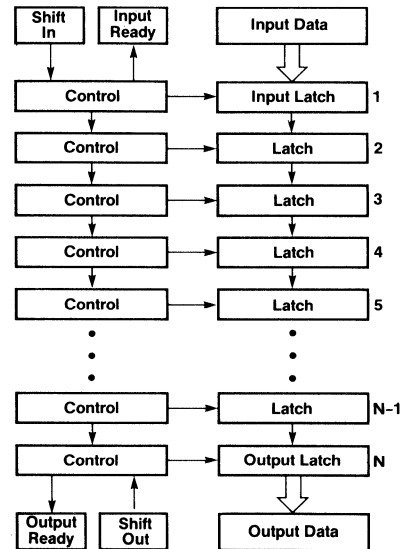 Shift In
Input Ready
Input Data
Control
Input Latch
1
Control
Latch
2
Control
Latch
3
Control
Latch
4
Control
Latch
5
Control
Latch
N-1
Control
Output Latch
N
Output Ready
Shift Out
Output Data